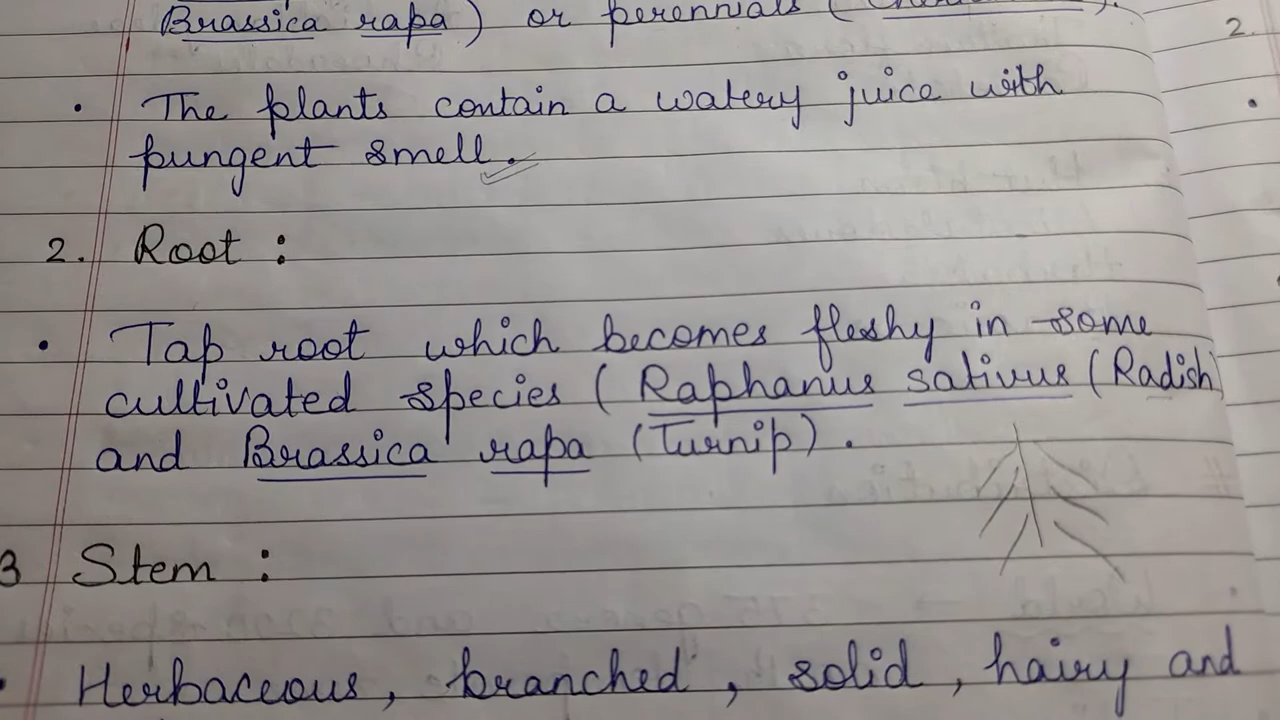 Brassica rapa) or perennials (
2.
• The plants contain a watery juice with
pungent smell.
2. Root :
• Tap root which becomes fleshy in some
cultivated species (Raphanus sativus (Radish)
and Brassica rapa (Turnip).
3 Stem :
• Herbaceous, branched, solid, hairy and